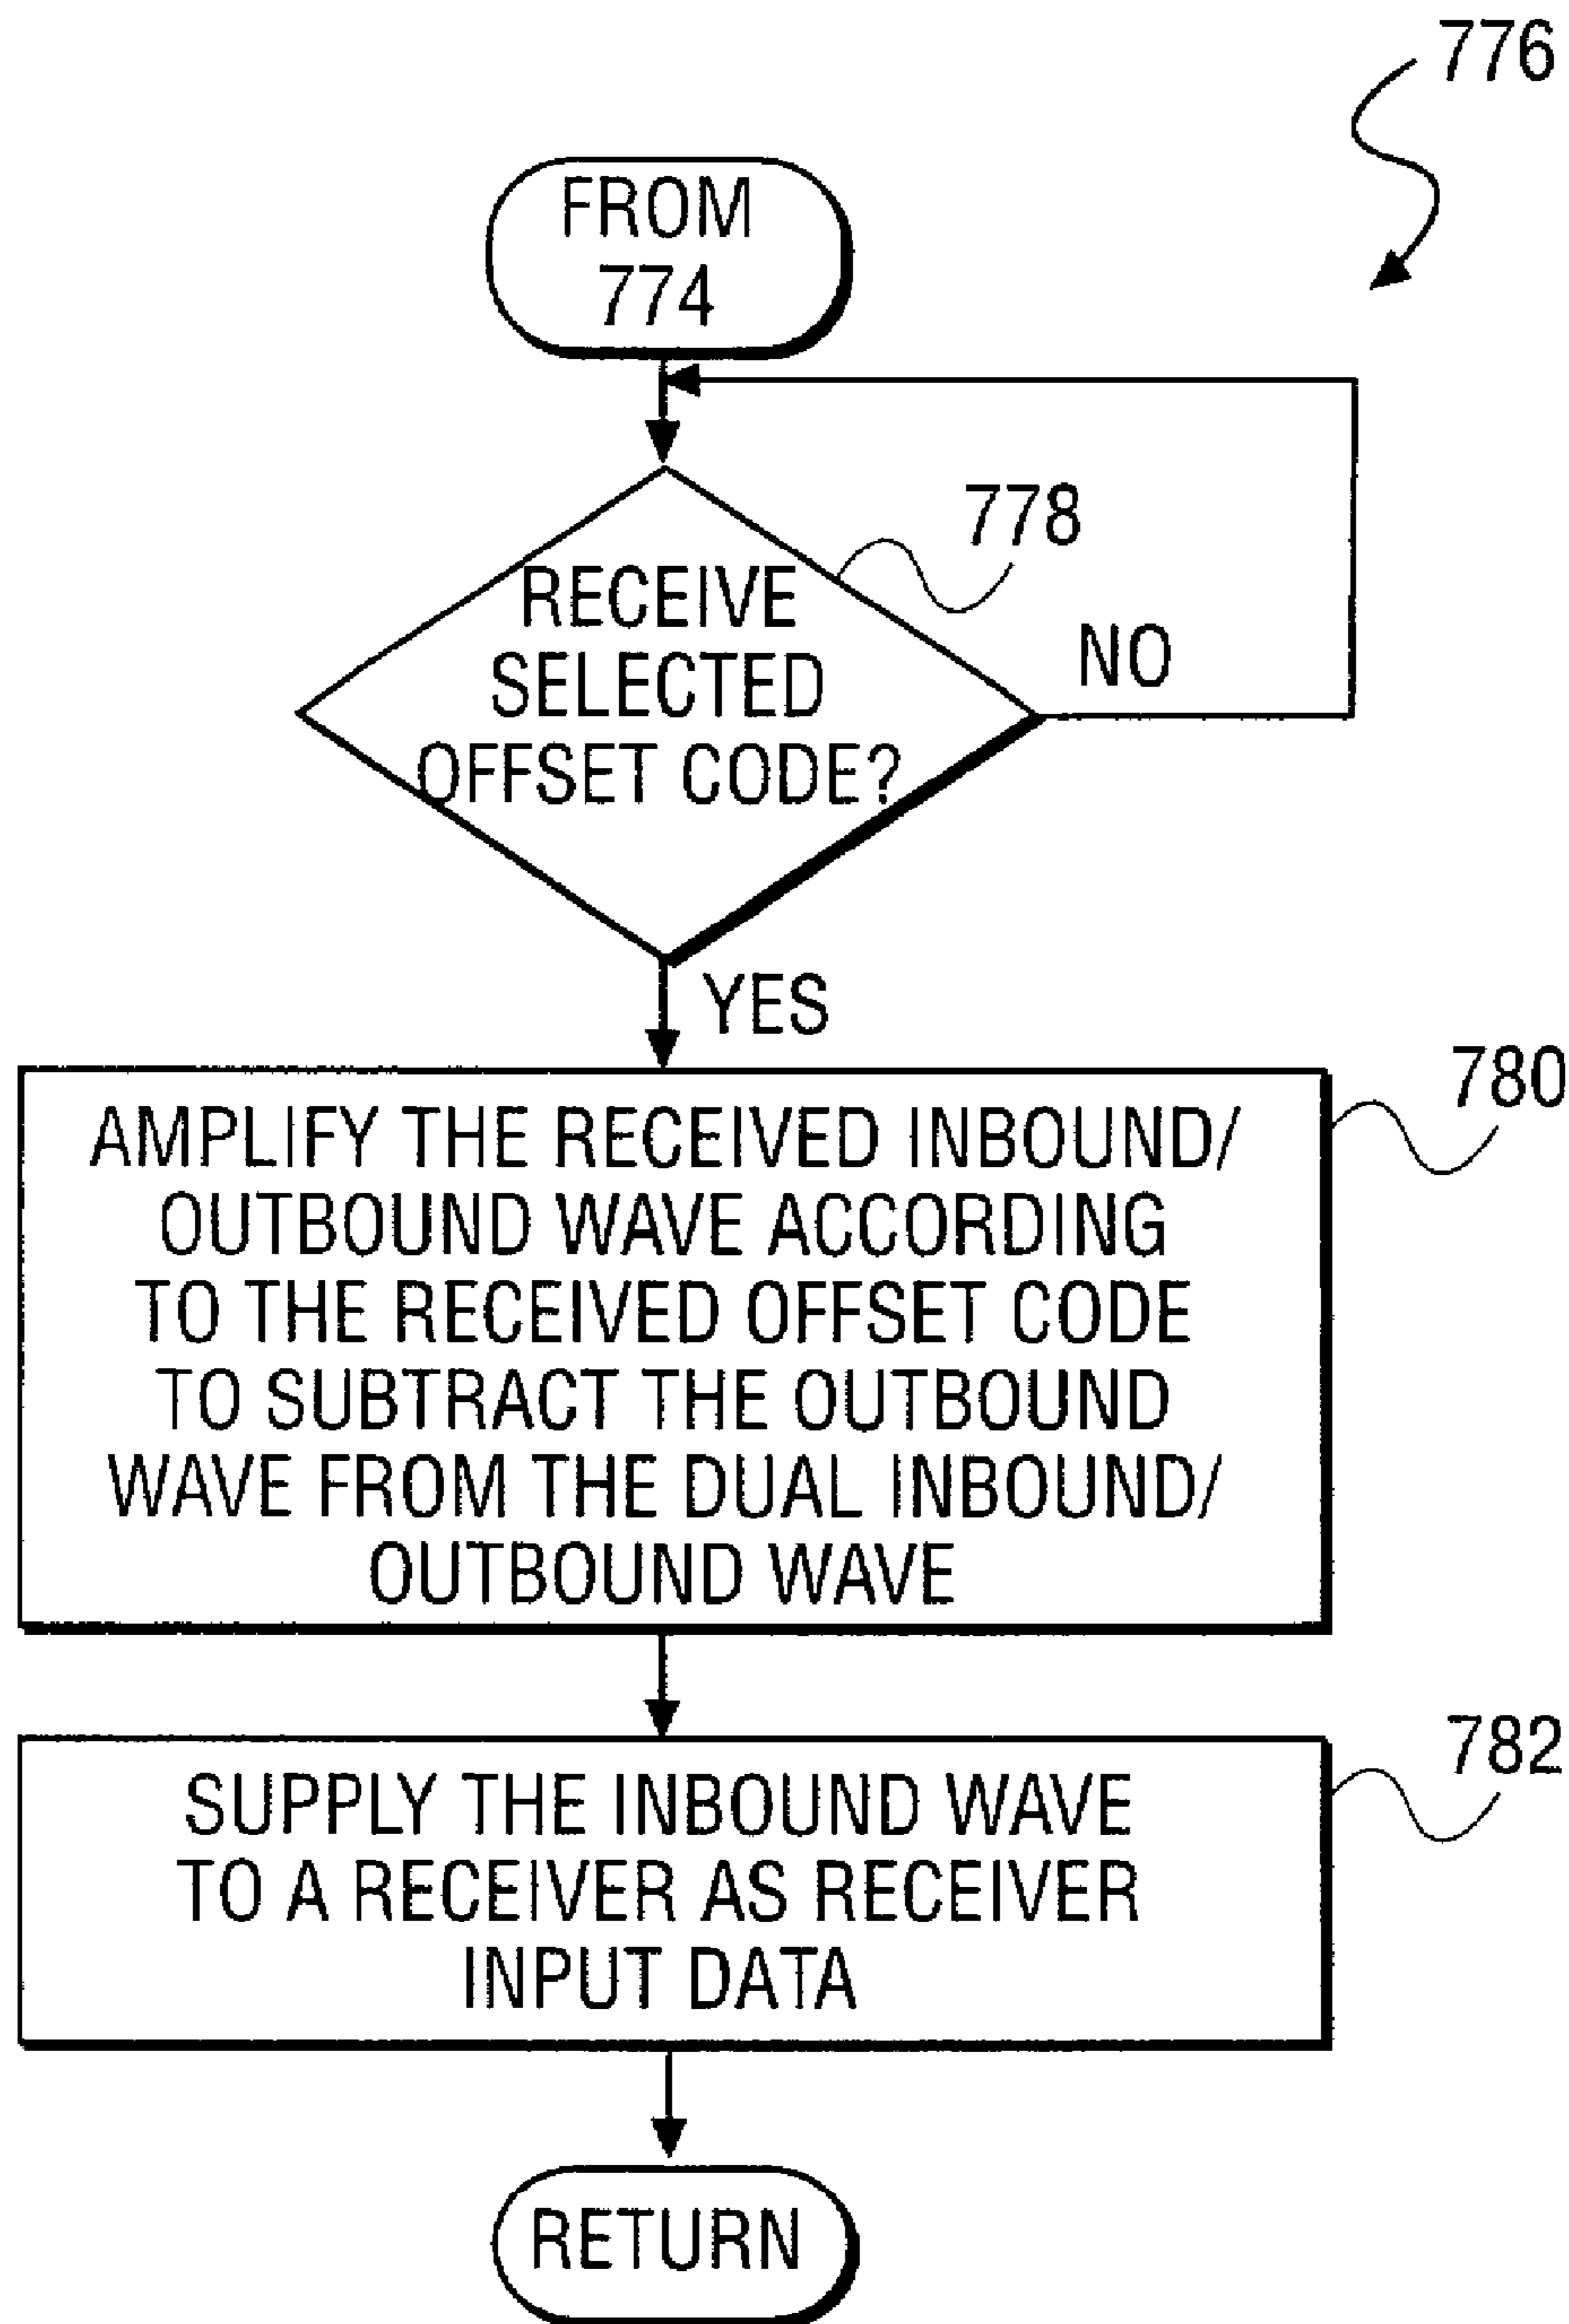 776
FROM
774
778
RECEIVE
SELECTED
OFFSET CODE?
NO
YES
780
AMPLIFY THE RECEIVED INBOUND/
OUTBOUND WAVE ACCORDING
TO THE RECEIVED OFFSET CODE
TO SUBTRACT THE OUTBOUND
WAVE FROM THE DUAL INBOUND/
OUTBOUND WAVE
782
SUPPLY THE INBOUND WAVE
TO A RECEIVER AS RECEIVER
INPUT DATA
RETURN